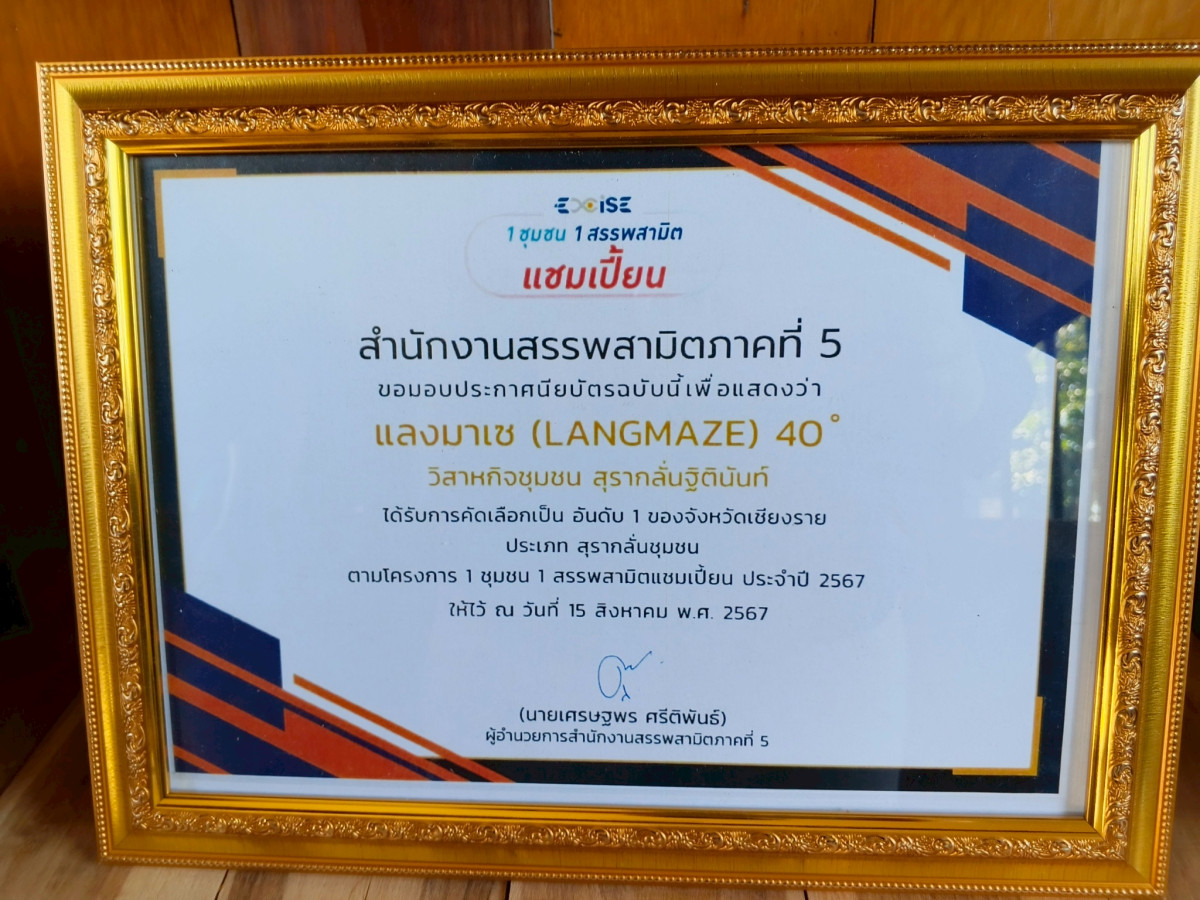 EXCISE
1 ชุมชน 1 สรรพสามิต
แชมเปี้ยน
สำนักงานสรรพสามิตภาคที่ 5
ขอมอบประกาศนียบัตรฉบับนี้เพื่อแสดงว่า
แลงมาเซ (LANGMAZE) 40°
วิสาหกิจชุมชน สุรากลั่นฐิตินันท์
ได้รับการคัดเลือกเป็น อันดับ 1 ของจังหวัดเชียงราย
ประเภท สุรากลั่นชุมชน
ตามโครงการ 1 ชุมชน 1 สรรพสามิตแชมเปี้ยน ประจำปี 2567
ให้ไว้ ณ วันที่ 15 สิงหาคม พ.ศ. 2567
(นายเศรษฐพร ศรีติพันธ์)
ผู้อำนวยการสำนักงานสรรพสามิตภาคที่ 5